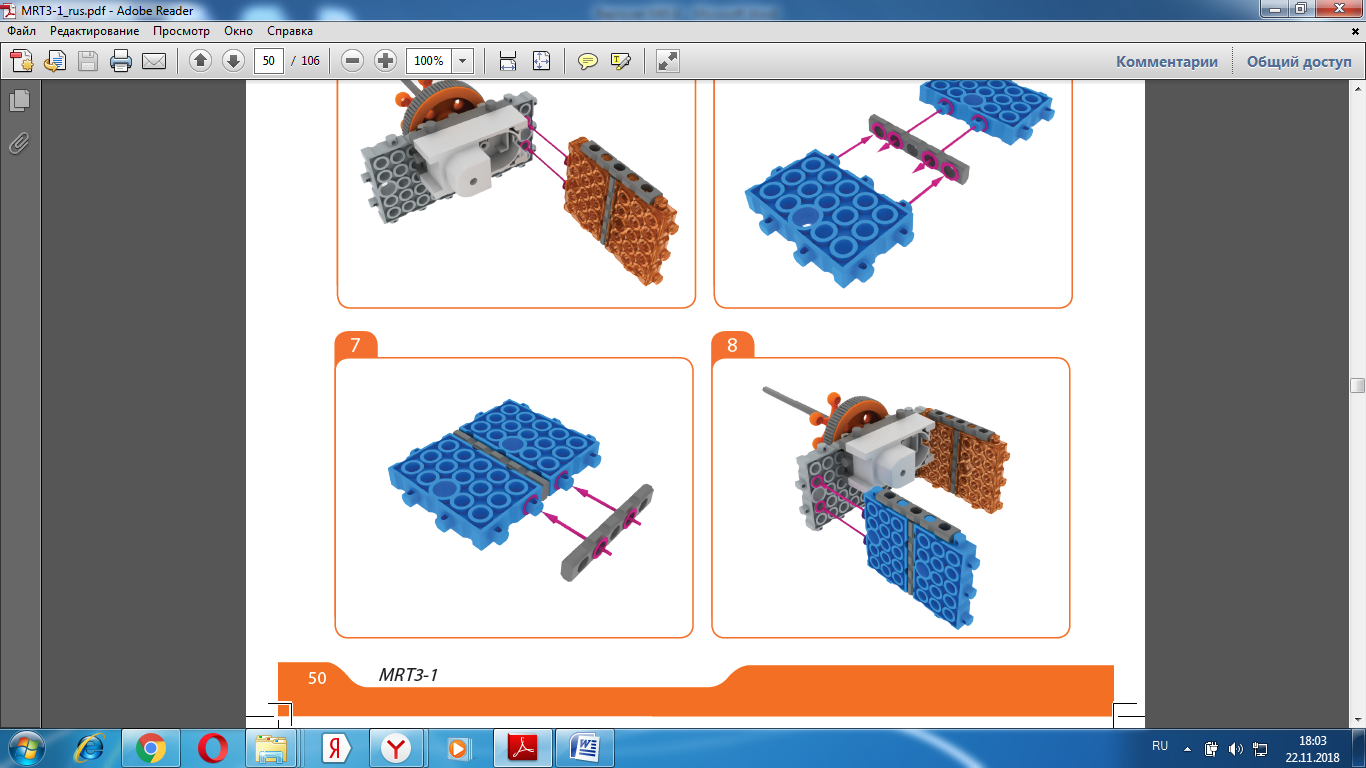 MRT3-1_rus.pdf - Adobe Reader
Файл Редактирование Просмотр Окно Справка
50 / 106 100% Комментарии Общий доступ
7 8
50 MRT3-1
RU 18:03
22.11.2018